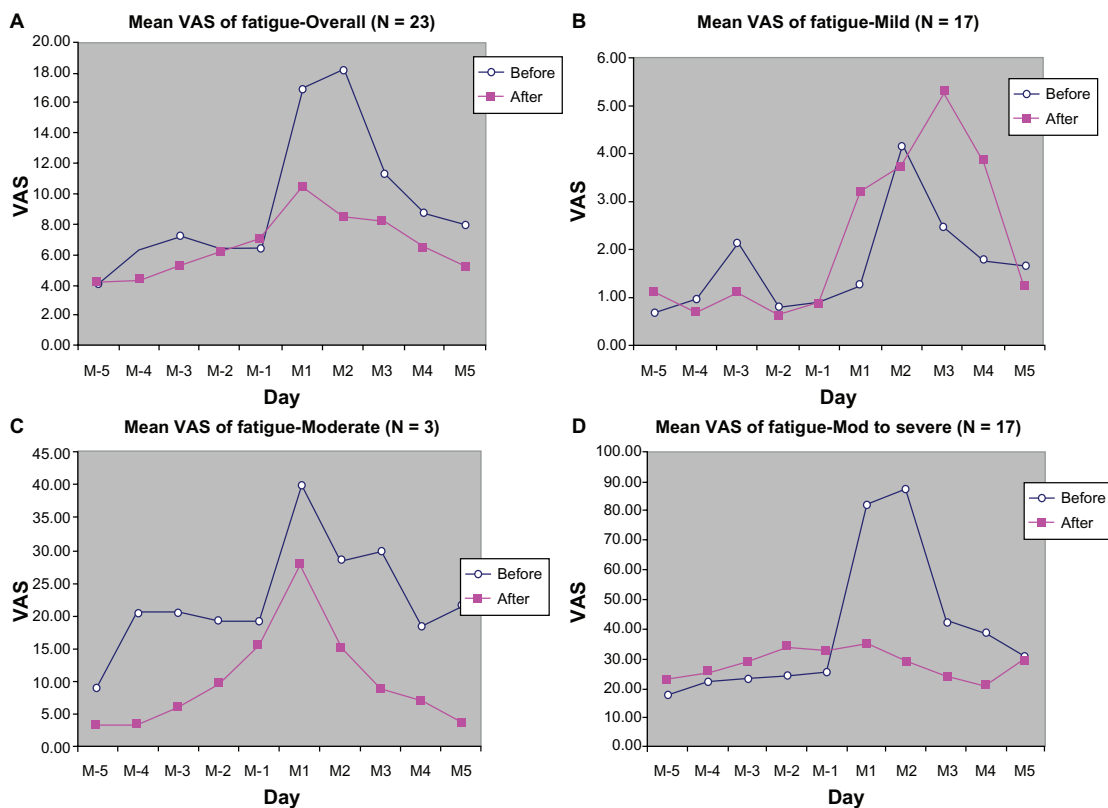 A
Mean VAS of fatigue-Overall (N = 23)
20.00
18.00
16.00
14.00
12.00
10.00
8.00
6.00
4.00
2.00
0.00
VAS
M-5 M-4 M-3 M-2 M-1 M1 M2 M3 M4 M5
Day
Before
After
B
Mean VAS of fatigue-Mild (N = 17)
6.00
5.00
4.00
3.00
2.00
1.00
0.00
VAS
M-5 M-4 M-3 M-2 M-1 M1 M2 M3 M4 M5
Day
Before
After
C
Mean VAS of fatigue-Moderate (N = 3)
45.00
40.00
35.00
30.00
25.00
20.00
15.00
10.00
5.00
0.00
VAS
M-5 M-4 M-3 M-2 M-1 M1 M2 M3 M4 M5
Day
Before
After
D
Mean VAS of fatigue-Mod to severe (N = 17)
100.00
90.00
80.00
70.00
60.00
50.00
40.00
30.00
20.00
10.00
0.00
VAS
M-5 M-4 M-3 M-2 M-1 M1 M2 M3 M4 M5
Day
Before
After